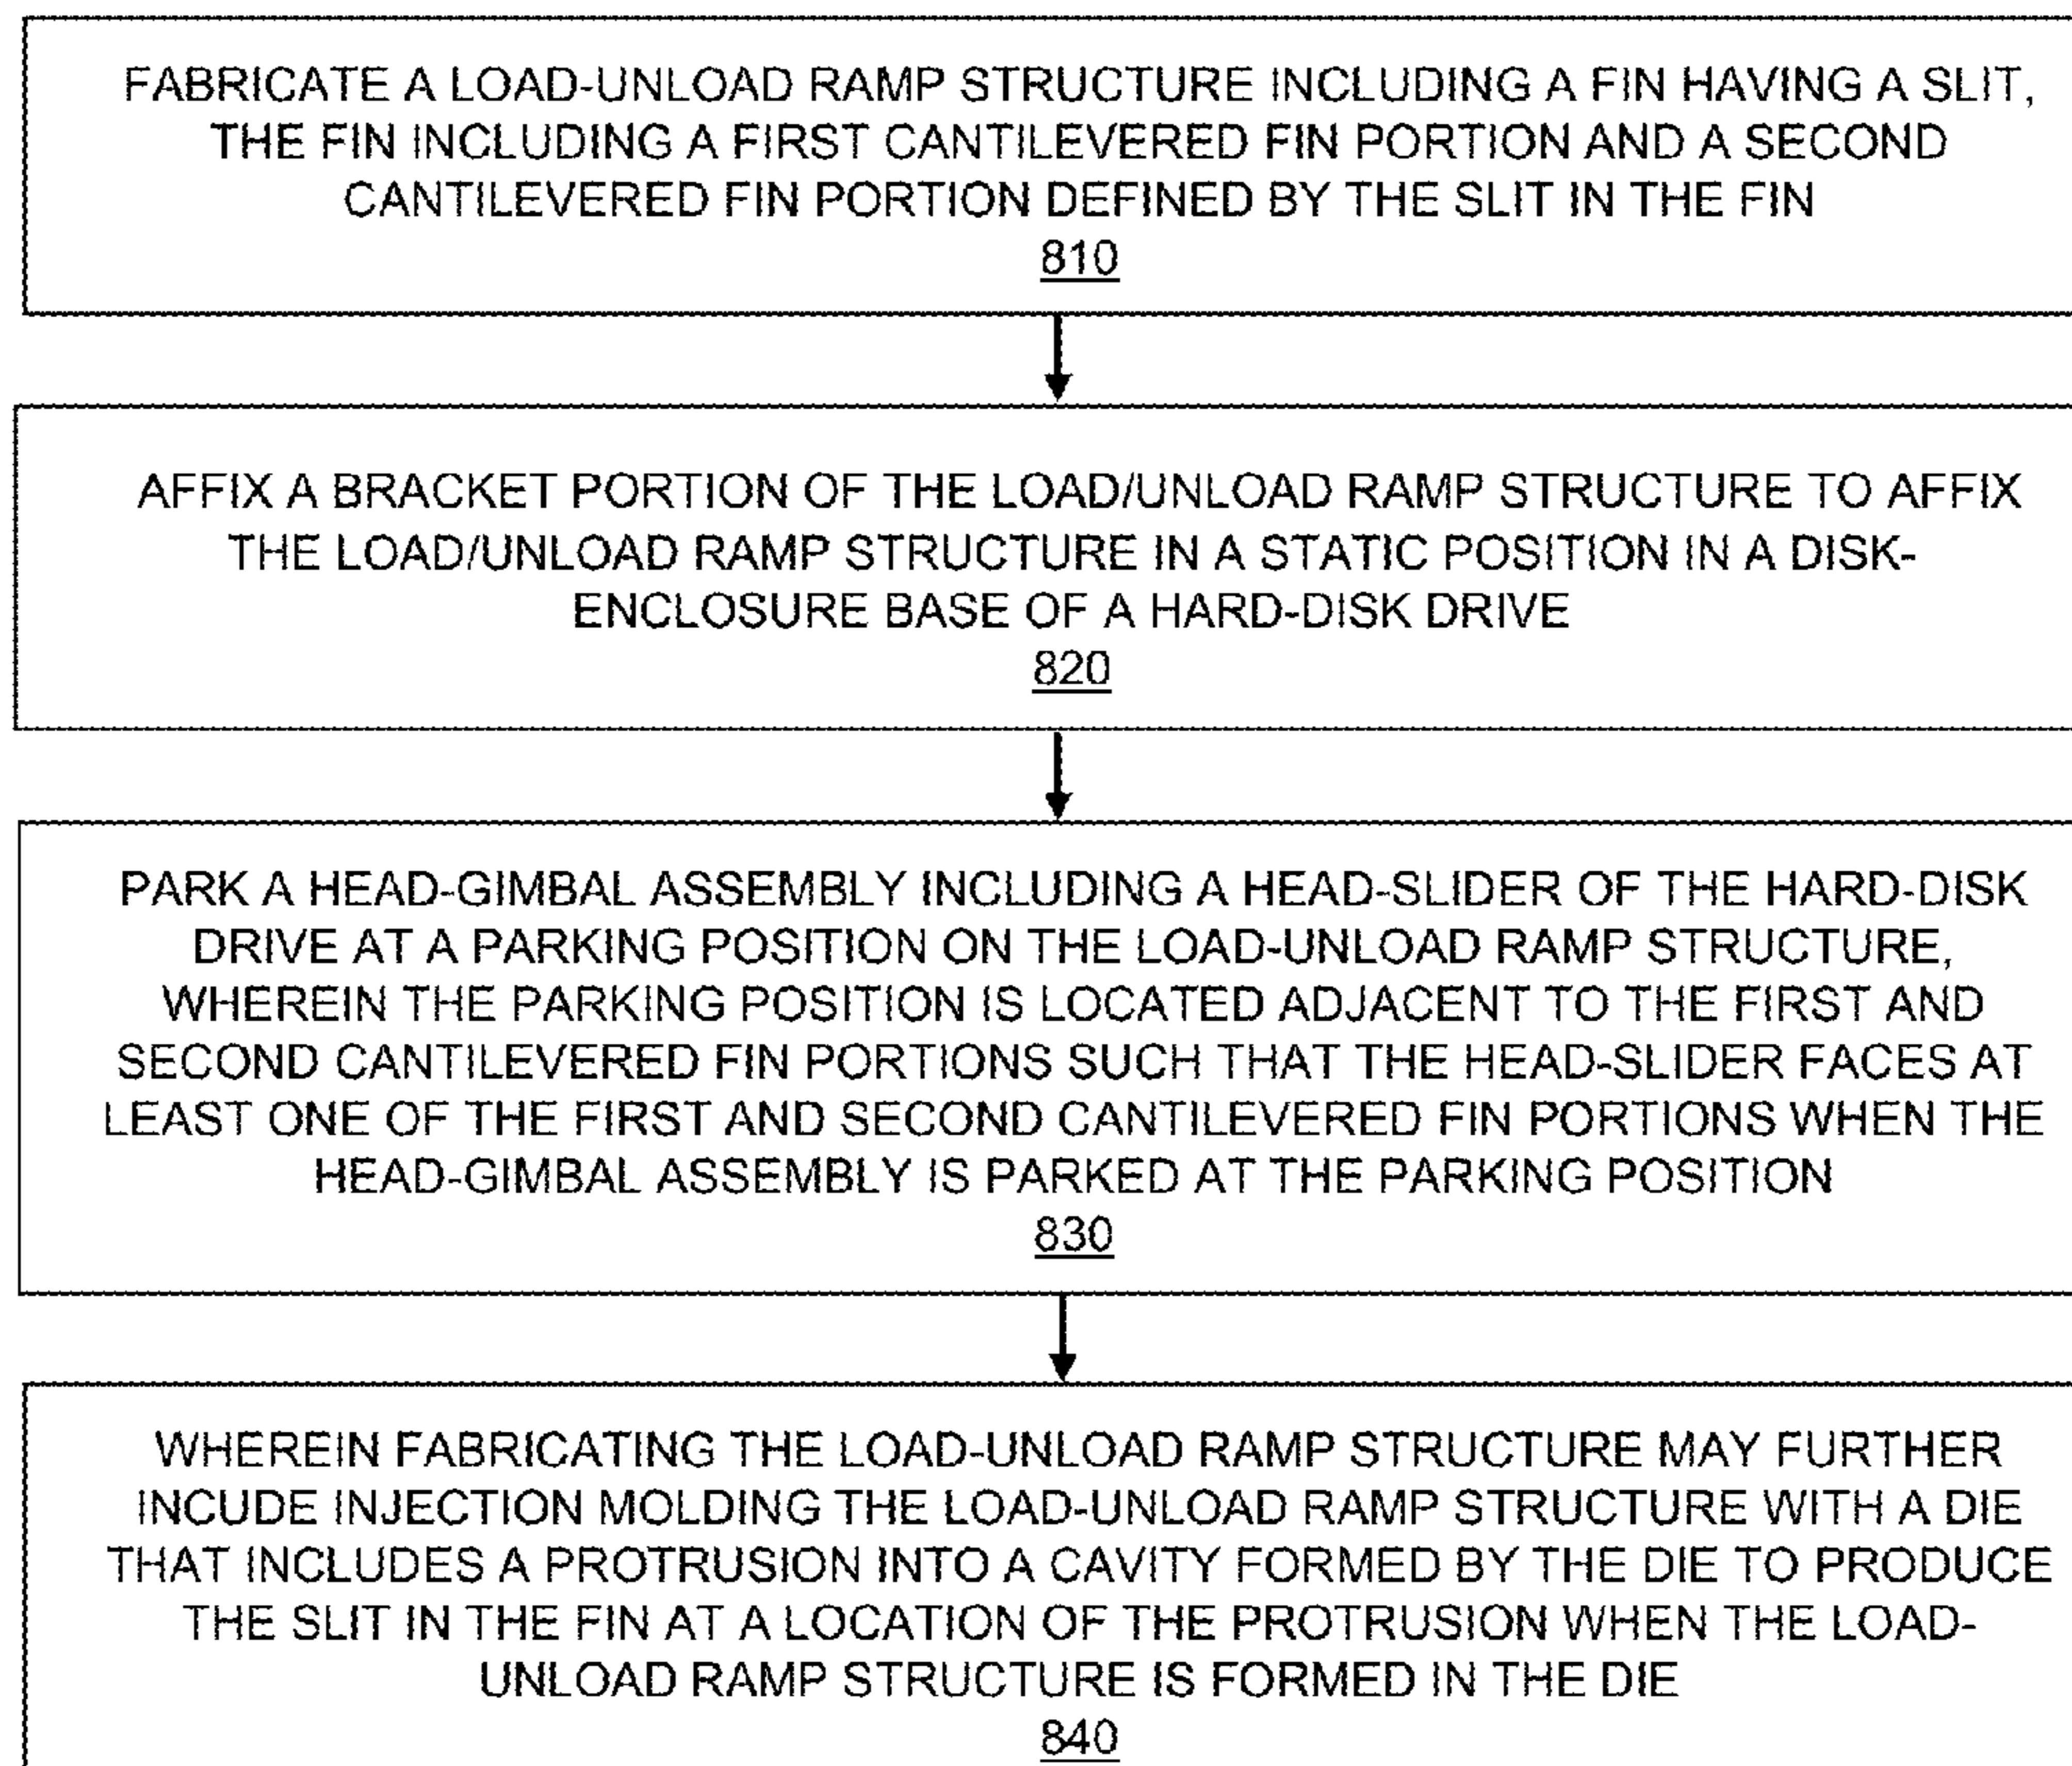 FABRICATE A LOAD-UNLOAD RAMP STRUCTURE INCLUDING A FIN HAVING A SLIT,
THE FIN INCLUDING A FIRST CANTILEVERED FIN PORTION AND A SECOND
CANTILEVERED FIN PORTION DEFINED BY THE SLIT IN THE FIN
810
AFFIX A BRACKET PORTION OF THE LOAD/UNLOAD RAMP STRUCTURE TO AFFIX
THE LOAD/UNLOAD RAMP STRUCTURE IN A STATIC POSITION IN A DISK-
ENCLOSURE BASE OF A HARD-DISK DRIVE
820
PARK A HEAD-GIMBAL ASSEMBLY INCLUDING A HEAD-SLIDER OF THE HARD-DISK
DRIVE AT A PARKING POSITION ON THE LOAD-UNLOAD RAMP STRUCTURE,
WHEREIN THE PARKING POSITION IS LOCATED ADJACENT TO THE FIRST AND
SECOND CANTILEVERED FIN PORTIONS SUCH THAT THE HEAD-SLIDER FACES AT
LEAST ONE OF THE FIRST AND SECOND CANTILEVERED FIN PORTIONS WHEN THE
HEAD-GIMBAL ASSEMBLY IS PARKED AT THE PARKING POSITION
830
WHEREIN FABRICATING THE LOAD-UNLOAD RAMP STRUCTURE MAY FURTHER
INCUDE INJECTION MOLDING THE LOAD-UNLOAD RAMP STRUCTURE WITH A DIE
THAT INCLUDES A PROTRUSION INTO A CAVITY FORMED BY THE DIE TO PRODUCE
THE SLIT IN THE FIN AT A LOCATION OF THE PROTRUSION WHEN THE LOAD-
UNLOAD RAMP STRUCTURE IS FORMED IN THE DIE
840